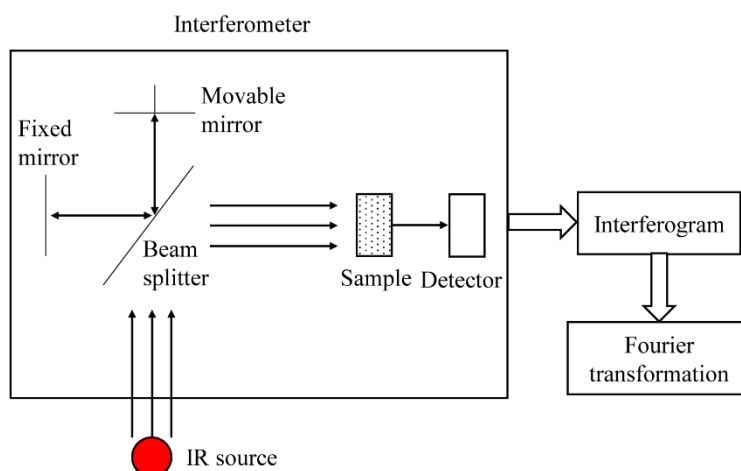 Interferometer
Movable
mirror
Fixed
mirror
Beam
splitter
Sample
Detector
Interferogram
Fourier
transformation
IR source